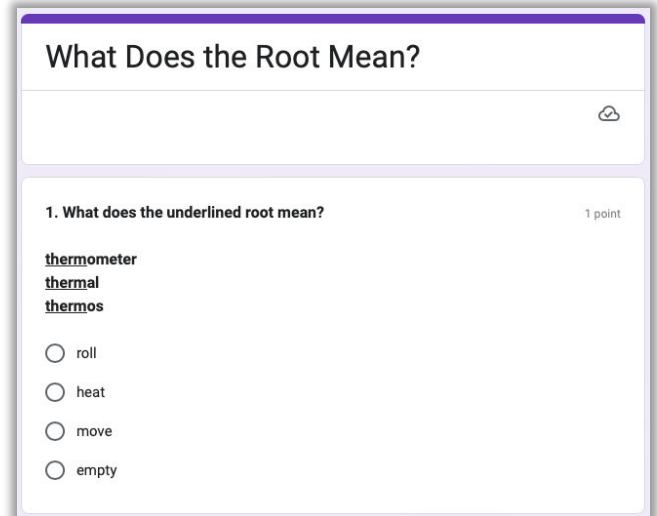 What Does the Root Mean?
1. What does the underlined root mean?
1 point
thermometer
thermal
thermos
roll
heat
move
empty